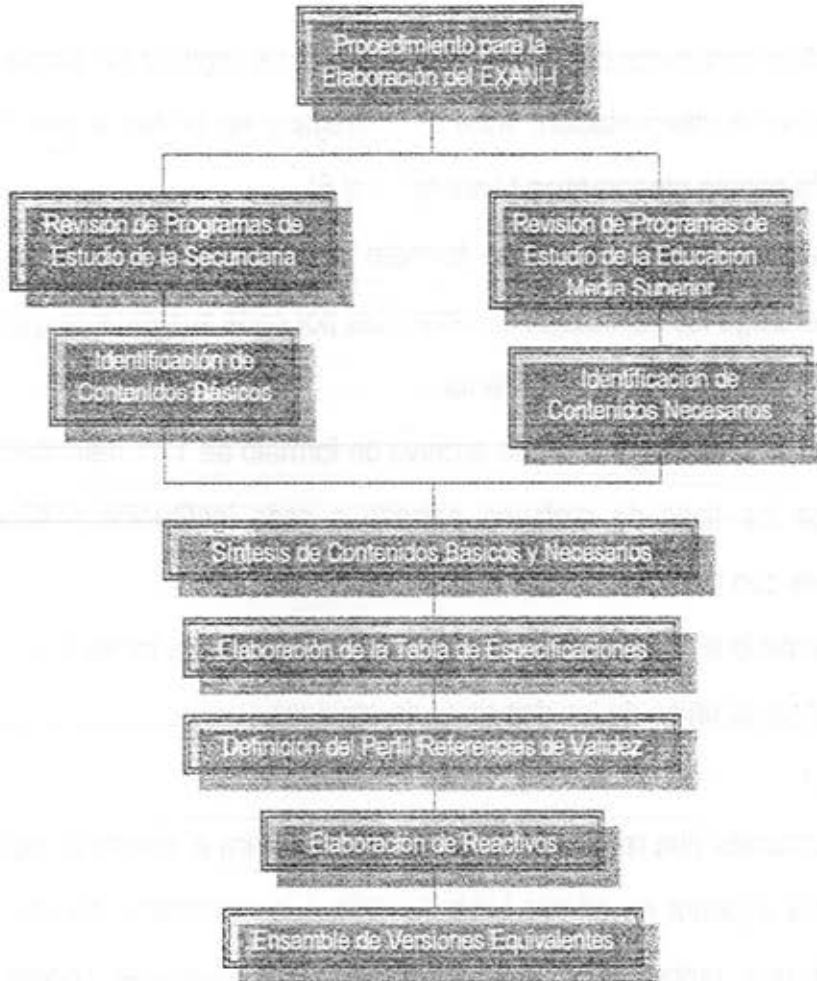 Procedimiento para la
Elaboración del EXANI-I
Revisión de Programas de
Estudio de la Secundaria
Revisión de Programas de
Estudio de la Educación
Media Superior
Identificación de
Contenidos Básicos
Identificación de
Contenidos Necesarios
Síntesis de Contenidos Básicos y Necesarios
Elaboración de la Tabla de Especificaciones
Definición del Perfil Referencias de Validez
Elaboración de Reactivos
Ensamble de Versiones Equivalentes